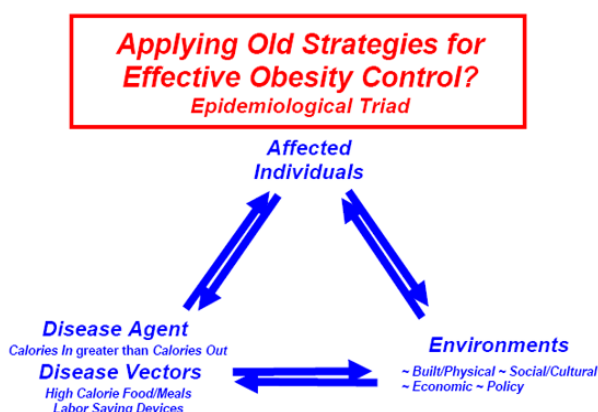 Applying Old Strategies for
Effective Obesity Control?
Epidemiological Triad
Affected
Individuals
Disease Agent
Calories In greater than Calories Out
Disease Vectors
High Calorie Food/Meals
Labor Saving Devices
Environments
~ Built/Physical ~ Social/Cultural
~ Economic ~ Policy